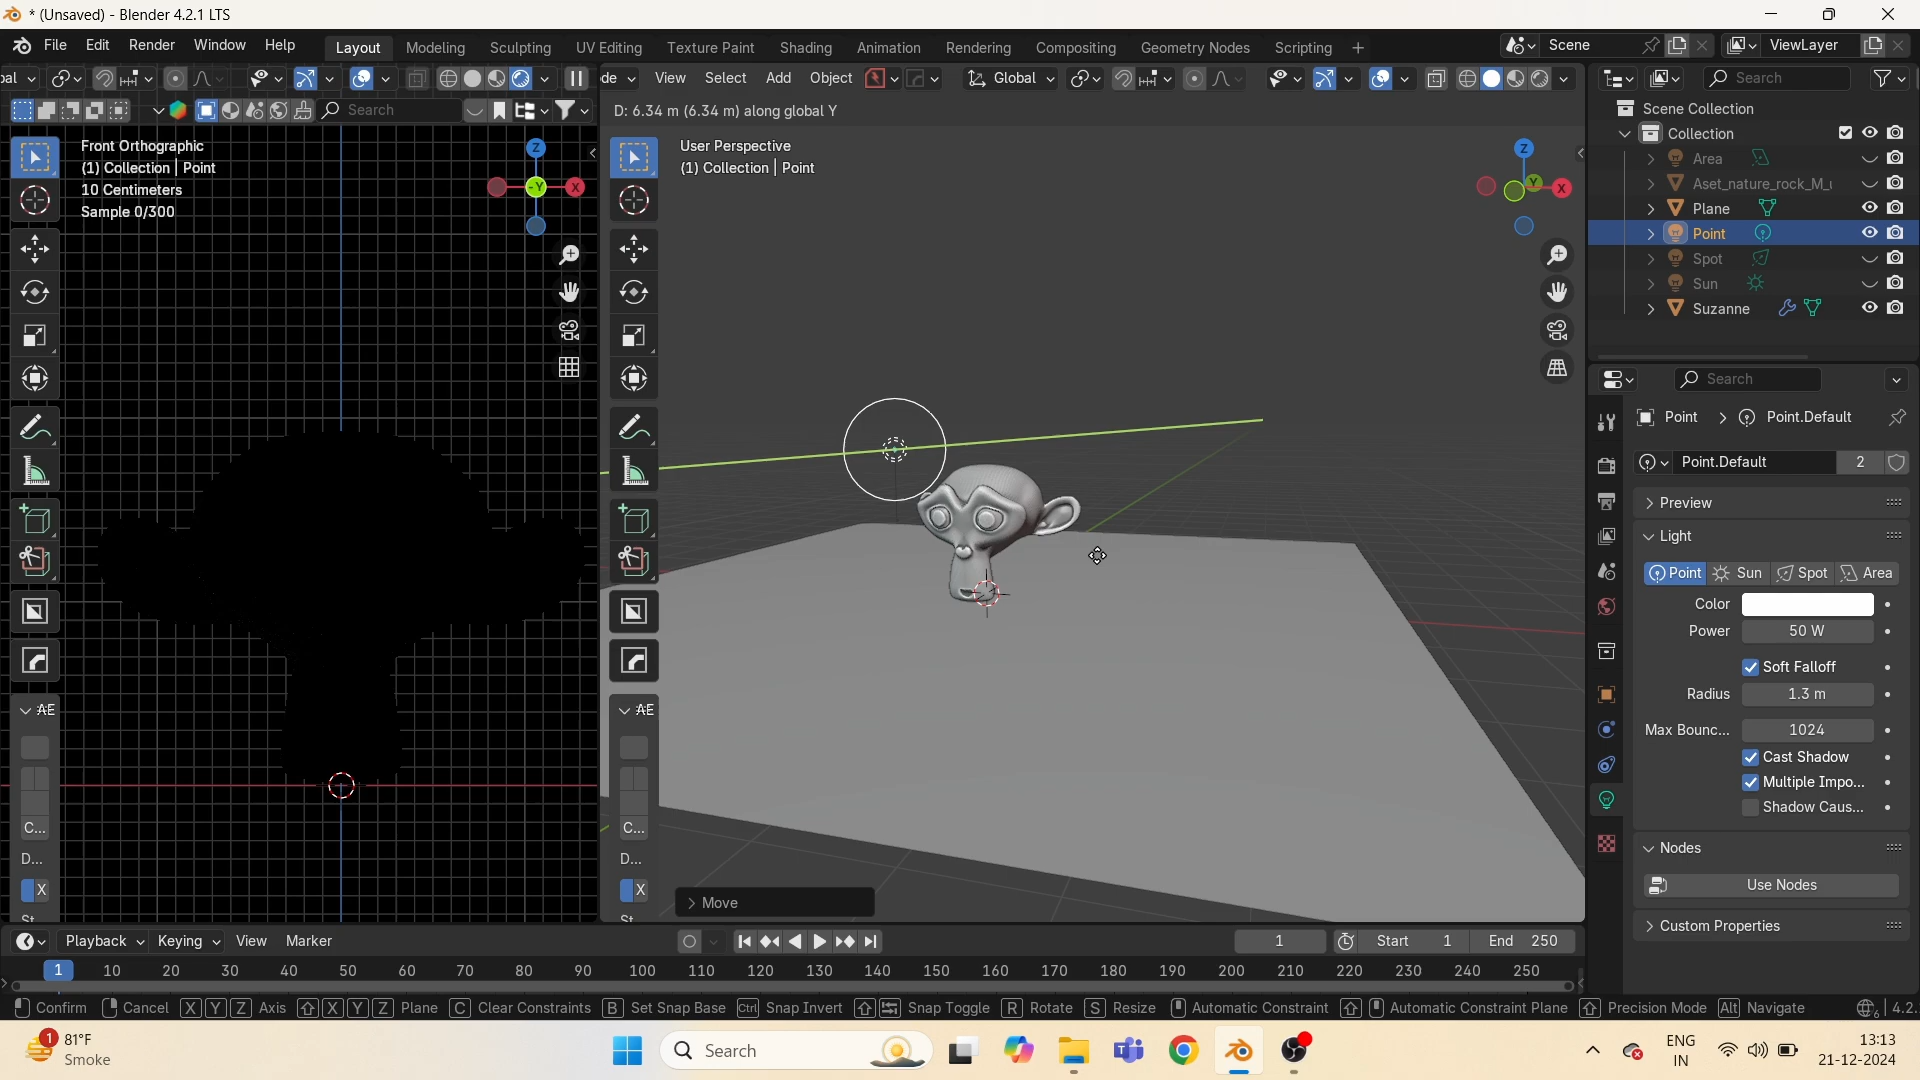 * (Unsaved) - Blender 4.2.1 LTS
File Edit Render Window Help Layout Modeling Sculpting UV Editing Texture Paint Shading Animation Rendering Compositing Geometry Nodes Scripting + Scene ViewLayer
bal de View Select Add Object Global Search
Search D: 6.34 m (6.34 m) along global Y Scene Collection
Collection
Front Orthographic
(1) Collection | Point
10 Centimeters
Sample 0/300
Z
-Y X
User Perspective
(1) Collection | Point
Z
Y X
Area
Aset_nature_rock_M_
Plane
Point
Spot
Sun
Suzanne
Search
Point > Point.Default
Point.Default 2
Preview
Light
Point Sun Spot Area
Color
Power 50 W
Soft Falloff
Radius 1.3 m
Max Bounc... 1024
Cast Shadow
Multiple Impo...
Shadow Caus...
Nodes
Use Nodes
Custom Properties
AE
C...
D...
X
AE
C...
D...
X
Move
Playback Keying View Marker 1 Start 1 End 250
1 10 20 30 40 50 60 70 80 90 100 110 120 130 140 150 160 170 180 190 200 210 220 230 240 250
Confirm Cancel X Y Z Axis X Y Z Plane C Clear Constraints B Set Snap Base Ctrl Snap Invert Snap Toggle R Rotate S Resize Automatic Constraint Automatic Constraint Plane Precision Mode Alt Navigate 4.2.
1 81°F
Smoke
Search
ENG
IN
13:13
21-12-2024